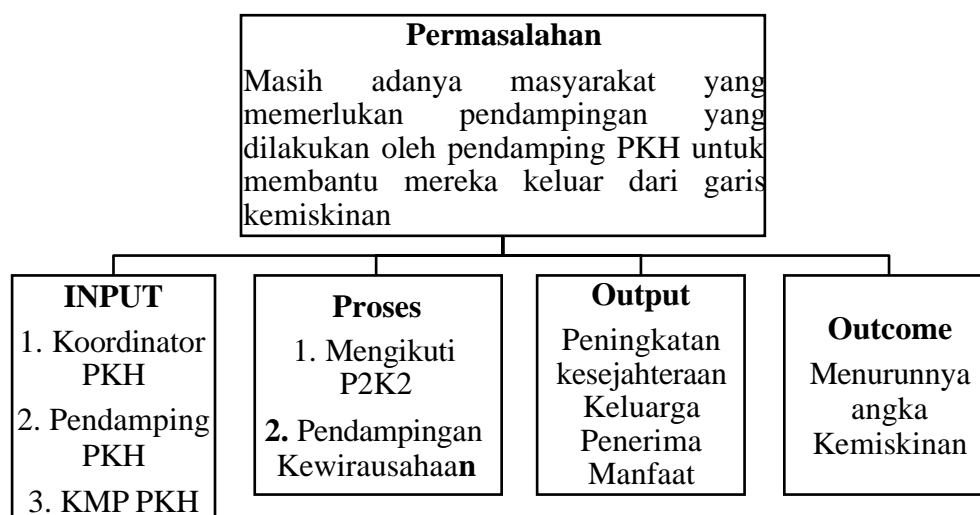 Permasalahan
Masih adanya masyarakat yang
memerlukan pendampingan yang
dilakukan oleh pendamping PKH untuk
membantu mereka keluar dari garis
kemiskinan
INPUT
1. Koordinator
PKH
2. Pendamping
PKH
3. KMP PKH
Proses
1. Mengikuti
P2K2
2. Pendampingan
Kewirausahaan
Output
Peningkatan
kesejahteraan
Keluarga
Penerima
Manfaat
Outcome
Menurunnya
angka
Kemiskinan